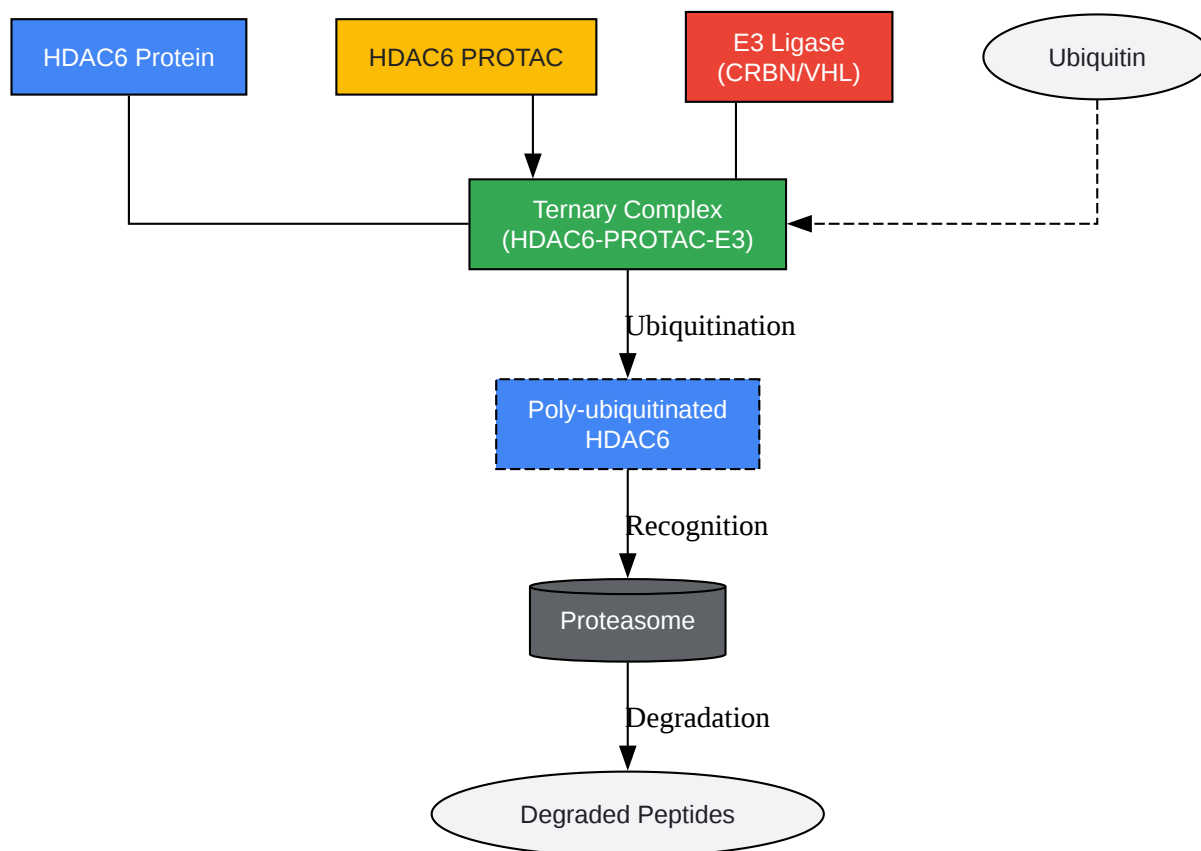 HDAC6 Protein
HDAC6 PROTAC
E3 Ligase
(CRBN/VHL)
Ubiquitin
Ternary Complex
(HDAC6-PROTAC-E3)
Ubiquitination
Poly-ubiquitinated
HDAC6
Recognition
Proteasome
Degradation
Degraded Peptides